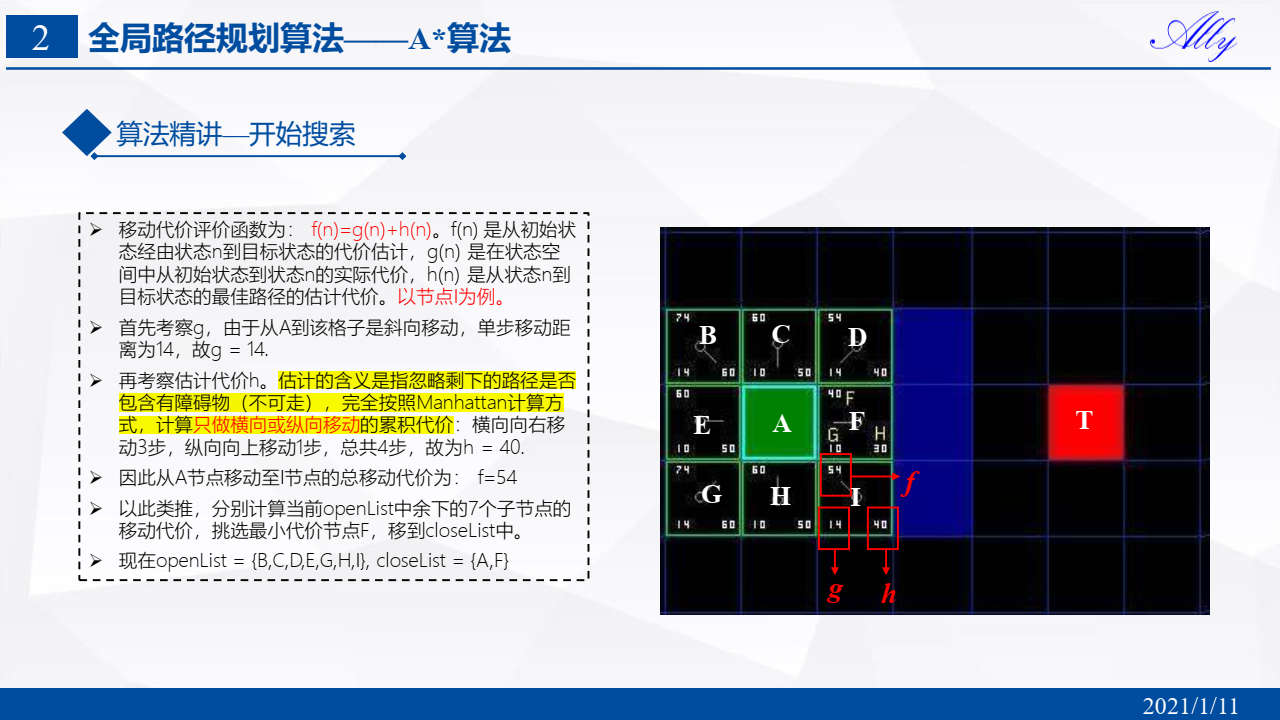 2
全局路径规划算法——A*算法
Ally
算法精讲—开始搜索
➢ 移动代价评价函数为： f(n)=g(n)+h(n)。f(n) 是从初始状
态经由状态n到目标状态的代价估计，g(n) 是在状态空
间中从初始状态到状态n的实际代价，h(n) 是从状态n到
目标状态的最佳路径的估计代价。以节点I为例。
➢ 首先考察g，由于从A到该格子是斜向移动，单步移动距
离为14，故g = 14.
➢ 再考察估计代价h。估计的含义是指忽略剩下的路径是否
包含有障碍物（不可走），完全按照Manhattan计算方
式，计算只做横向或纵向移动的累积代价：横向向右移
动3步，纵向向上移动1步，总共4步，故为h = 40.
➢ 因此从A节点移动至I节点的总移动代价为： f=54
➢ 以此类推，分别计算当前openList中余下的7个子节点的
移动代价，挑选最小代价节点F，移到closeList中。
➢ 现在openList = {B,C,D,E,G,H,I}, closeList = {A,F}
74 60 54
B C D
14 60 10 50 14 40
60 40 F
E A F T
G H
10 50 10 30
74 60 54
G H I f
14 60 10 50 14 40
g h
2021/1/11